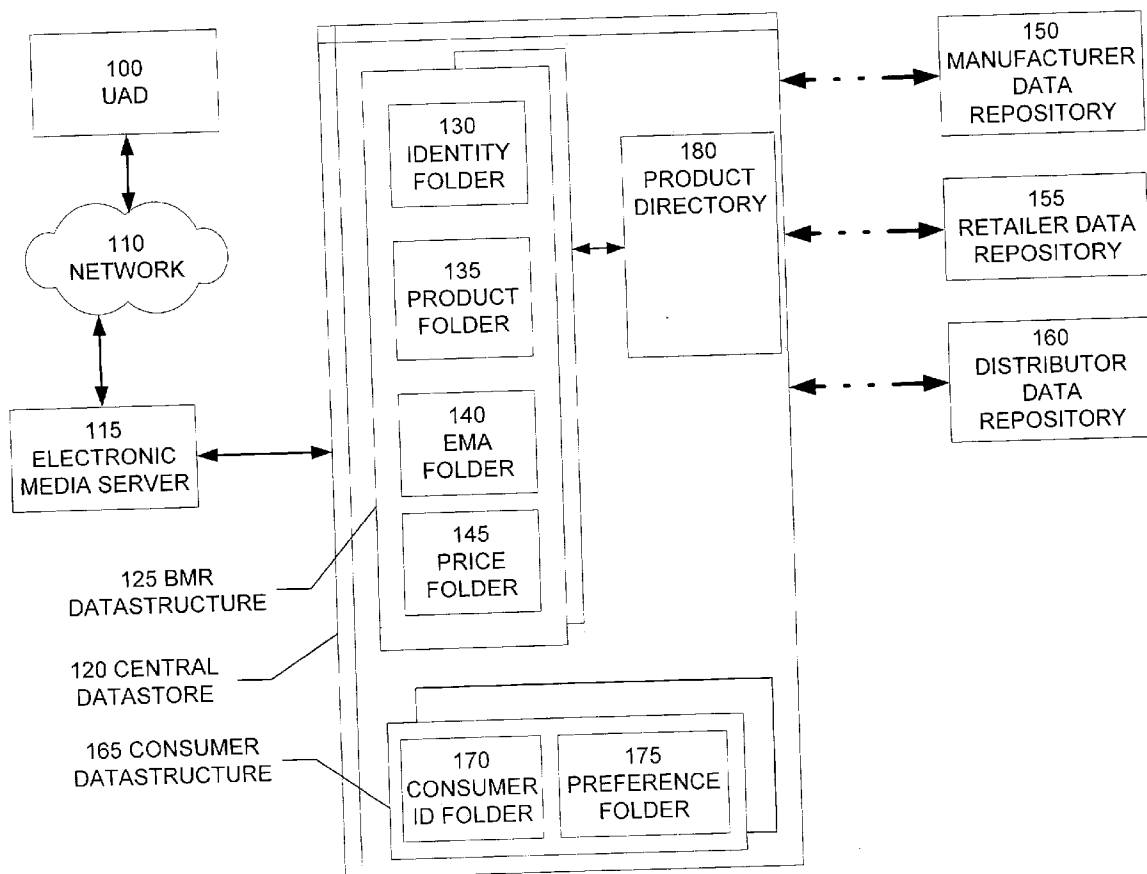 100
UAD
110
NETWORK
115
ELECTRONIC
MEDIA SERVER
125 BMR
DATASTRUCTURE
120 CENTRAL
DATASTORE
165 CONSUMER
DATASTRUCTURE
130
IDENTITY
FOLDER
135
PRODUCT
FOLDER
140
EMA
FOLDER
145
PRICE
FOLDER
180
PRODUCT
DIRECTORY
170
CONSUMER
ID FOLDER
175
PREFERENCE
FOLDER
150
MANUFACTURER
DATA
REPOSITORY
155
RETAILER DATA
REPOSITORY
160
DISTRIBUTOR
DATA
REPOSITORY